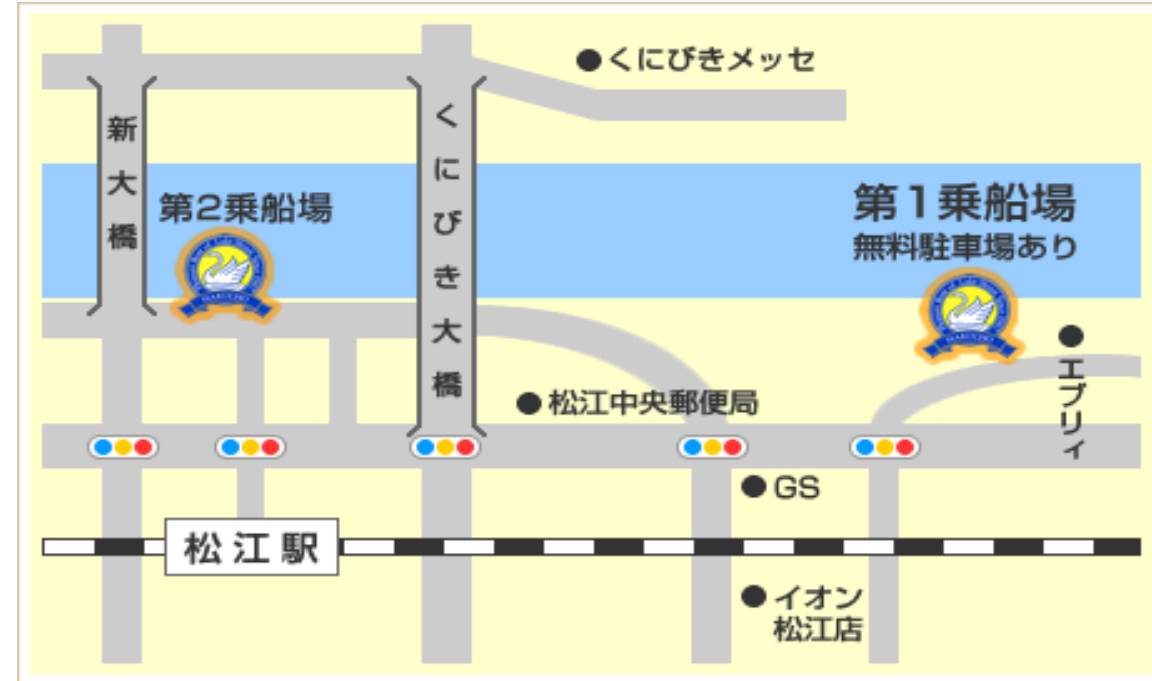 くにびきメッセ
新大橋
くにびき大橋
第2乗船場
第1乗船場
無料駐車場あり
エブリィ
松江中央郵便局
GS
松江駅
イオン
松江店